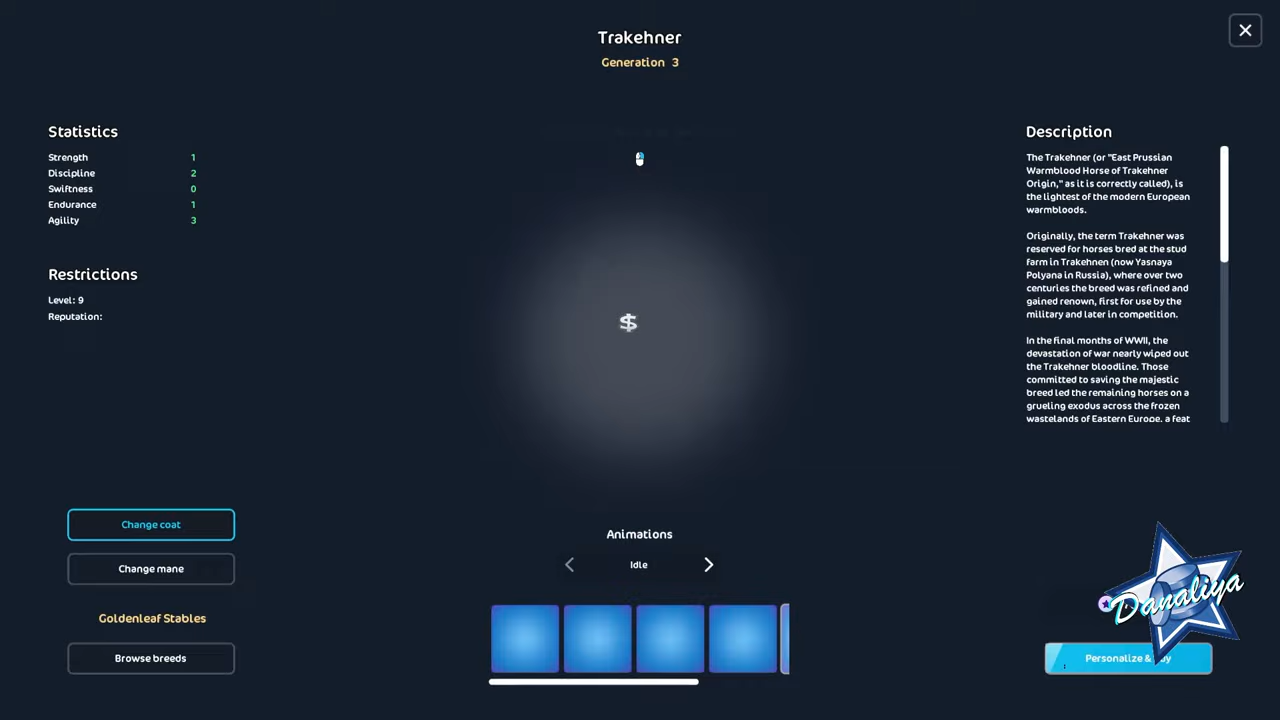 Trakehner
Generation 3
Statistics
Strength 1
Discipline 2
Swiftness 0
Endurance 1
Agility 3
Restrictions
Level: 9
Reputation:
$
Description
The Trakehner (or "East Prussian
Warmblood Horse of Trakehner
Origin," as it is correctly called), is
the lightest of the modern European
warmbloods.
Originally, the term Trakehner was
reserved for horses bred at the stud
farm in Trakehnen (now Yasnaya
Polyana in Russia), where over two
centuries the breed was refined and
gained renown, first for use by the
military and later in competition.
In the final months of WWII, the
devastation of war nearly wiped out
the Trakehner bloodline. Those
committed to saving the majestic
breed led the remaining horses on a
grueling exodus across the frozen
wastelands of Eastern Europe, a feat
Change coat
Change mane
Goldenleaf Stables
Browse breeds
Animations
Idle
Danaliya
Personalize &